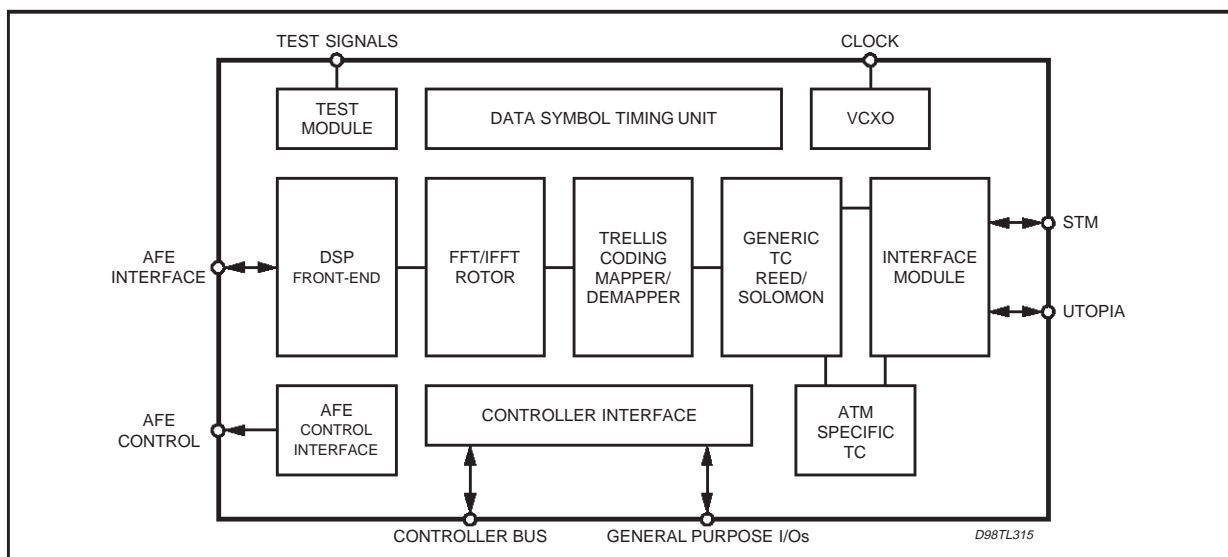 TEST SIGNALS
CLOCK
TEST
MODULE
DATA SYMBOL TIMING UNIT
VCXO
AFE
INTERFACE
DSP
FRONT-END
FFT/IFFT
ROTOR
TRELLIS
CODING
MAPPER/
DEMAPPER
GENERIC
TC
REED/
SOLOMON
INTERFACE
MODULE
STM
UTOPIA
AFE
CONTROL
AFE
CONTROL
INTERFACE
CONTROLLER INTERFACE
ATM
SPECIFIC
TC
CONTROLLER BUS
GENERAL PURPOSE I/Os
D98TL315